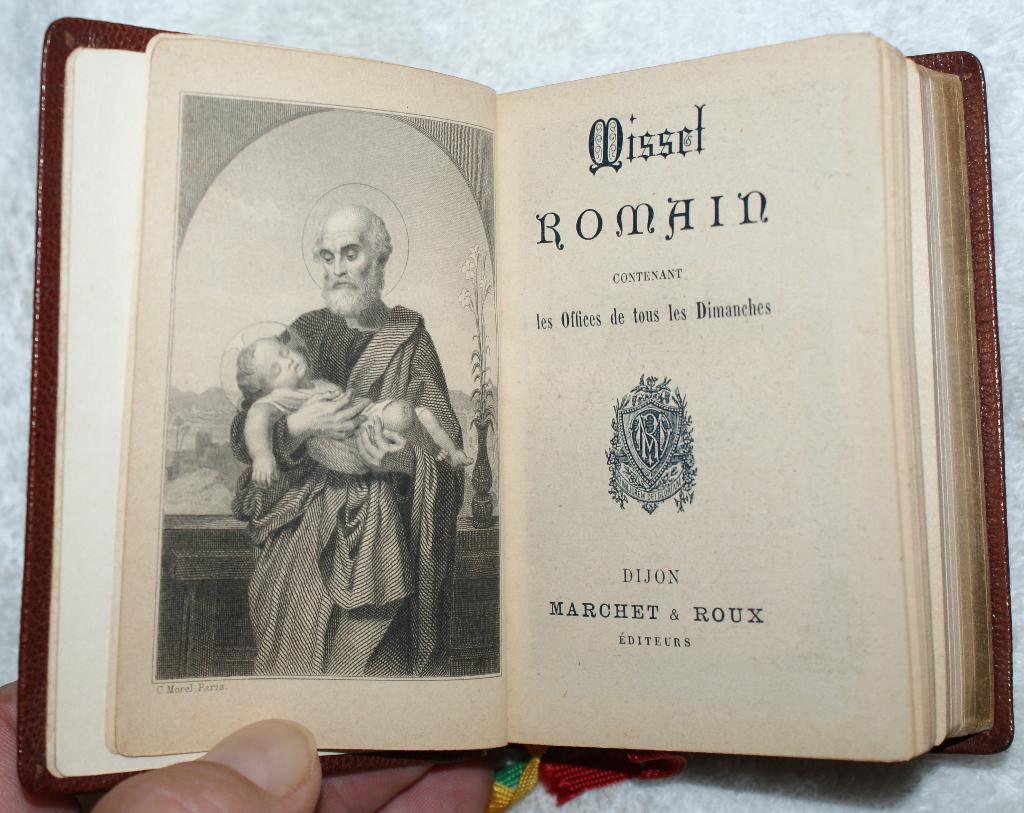 C. Morel Paris.
Missel
ROMAIN
CONTENANT
les Offices de tous les Dimanches
DIJON
MARCHET & ROUX
ÉDITEURS